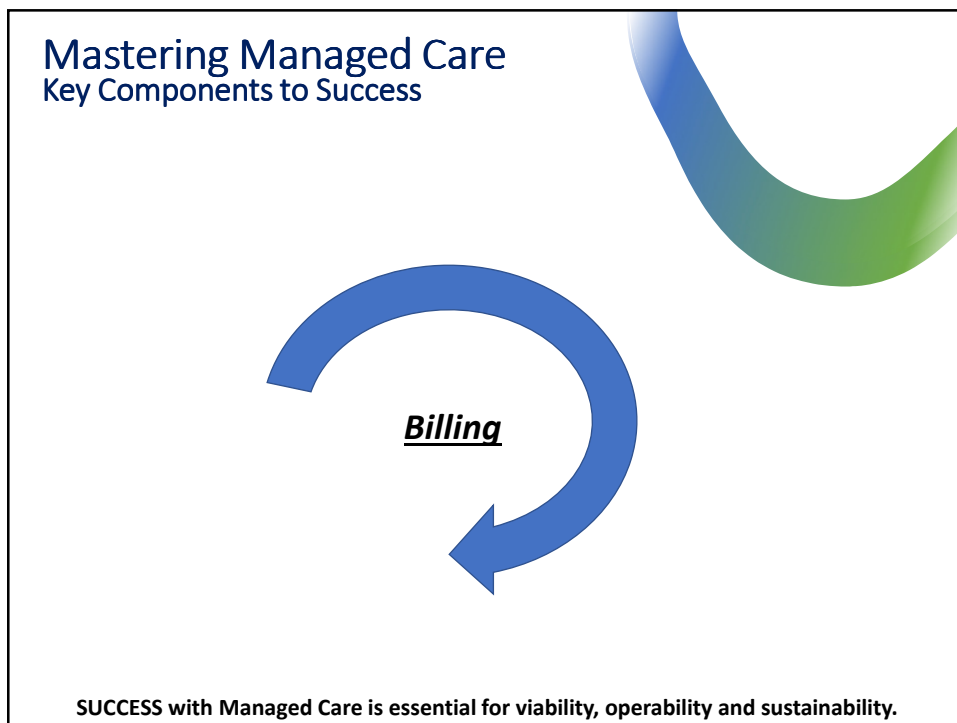 Mastering Managed Care
Key Components to Success
Billing
SUCCESS with Managed Care is essential for viability, operability and sustainability.